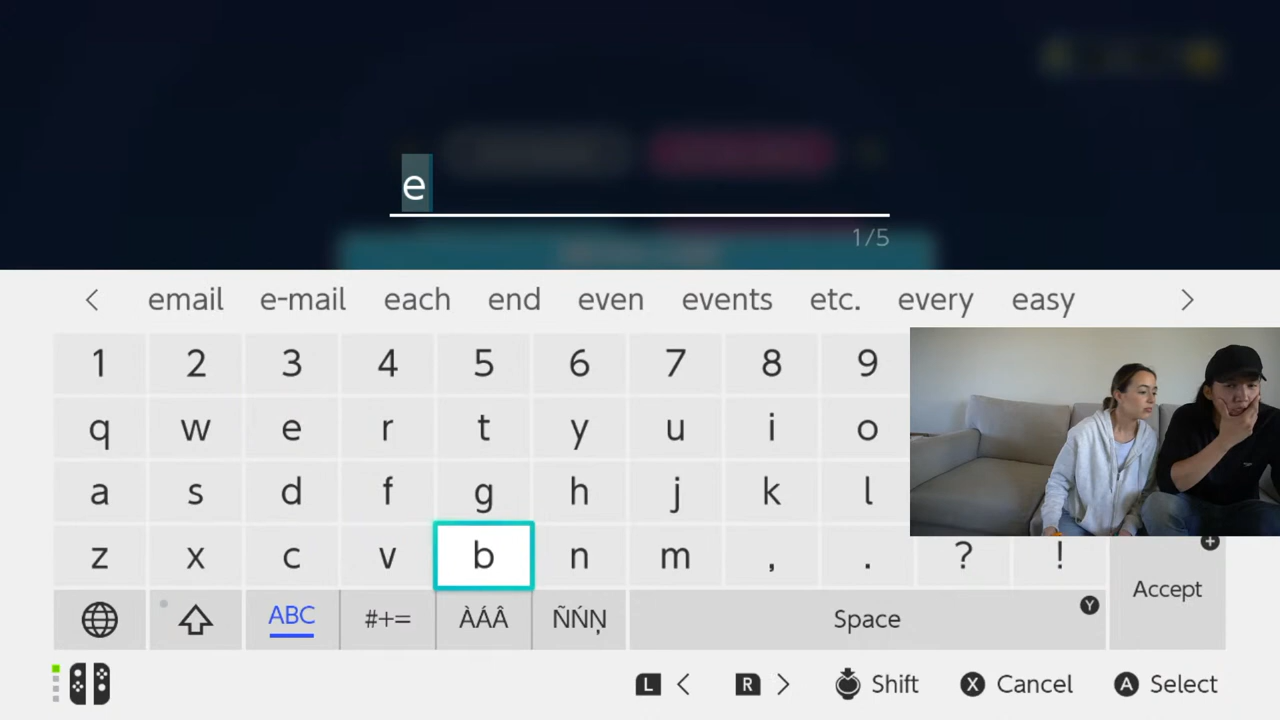 e
1/5
< email e-mail each end even events etc. every easy >
1 2 3 4 5 6 7 8 9
q w e r t y u i o
a s d f g h j k l
z x c v b n m , . ? !
+
Accept
ABC #+= ÀÁÂ ÑŃŅ Space Y
L < R > Shift X Cancel A Select